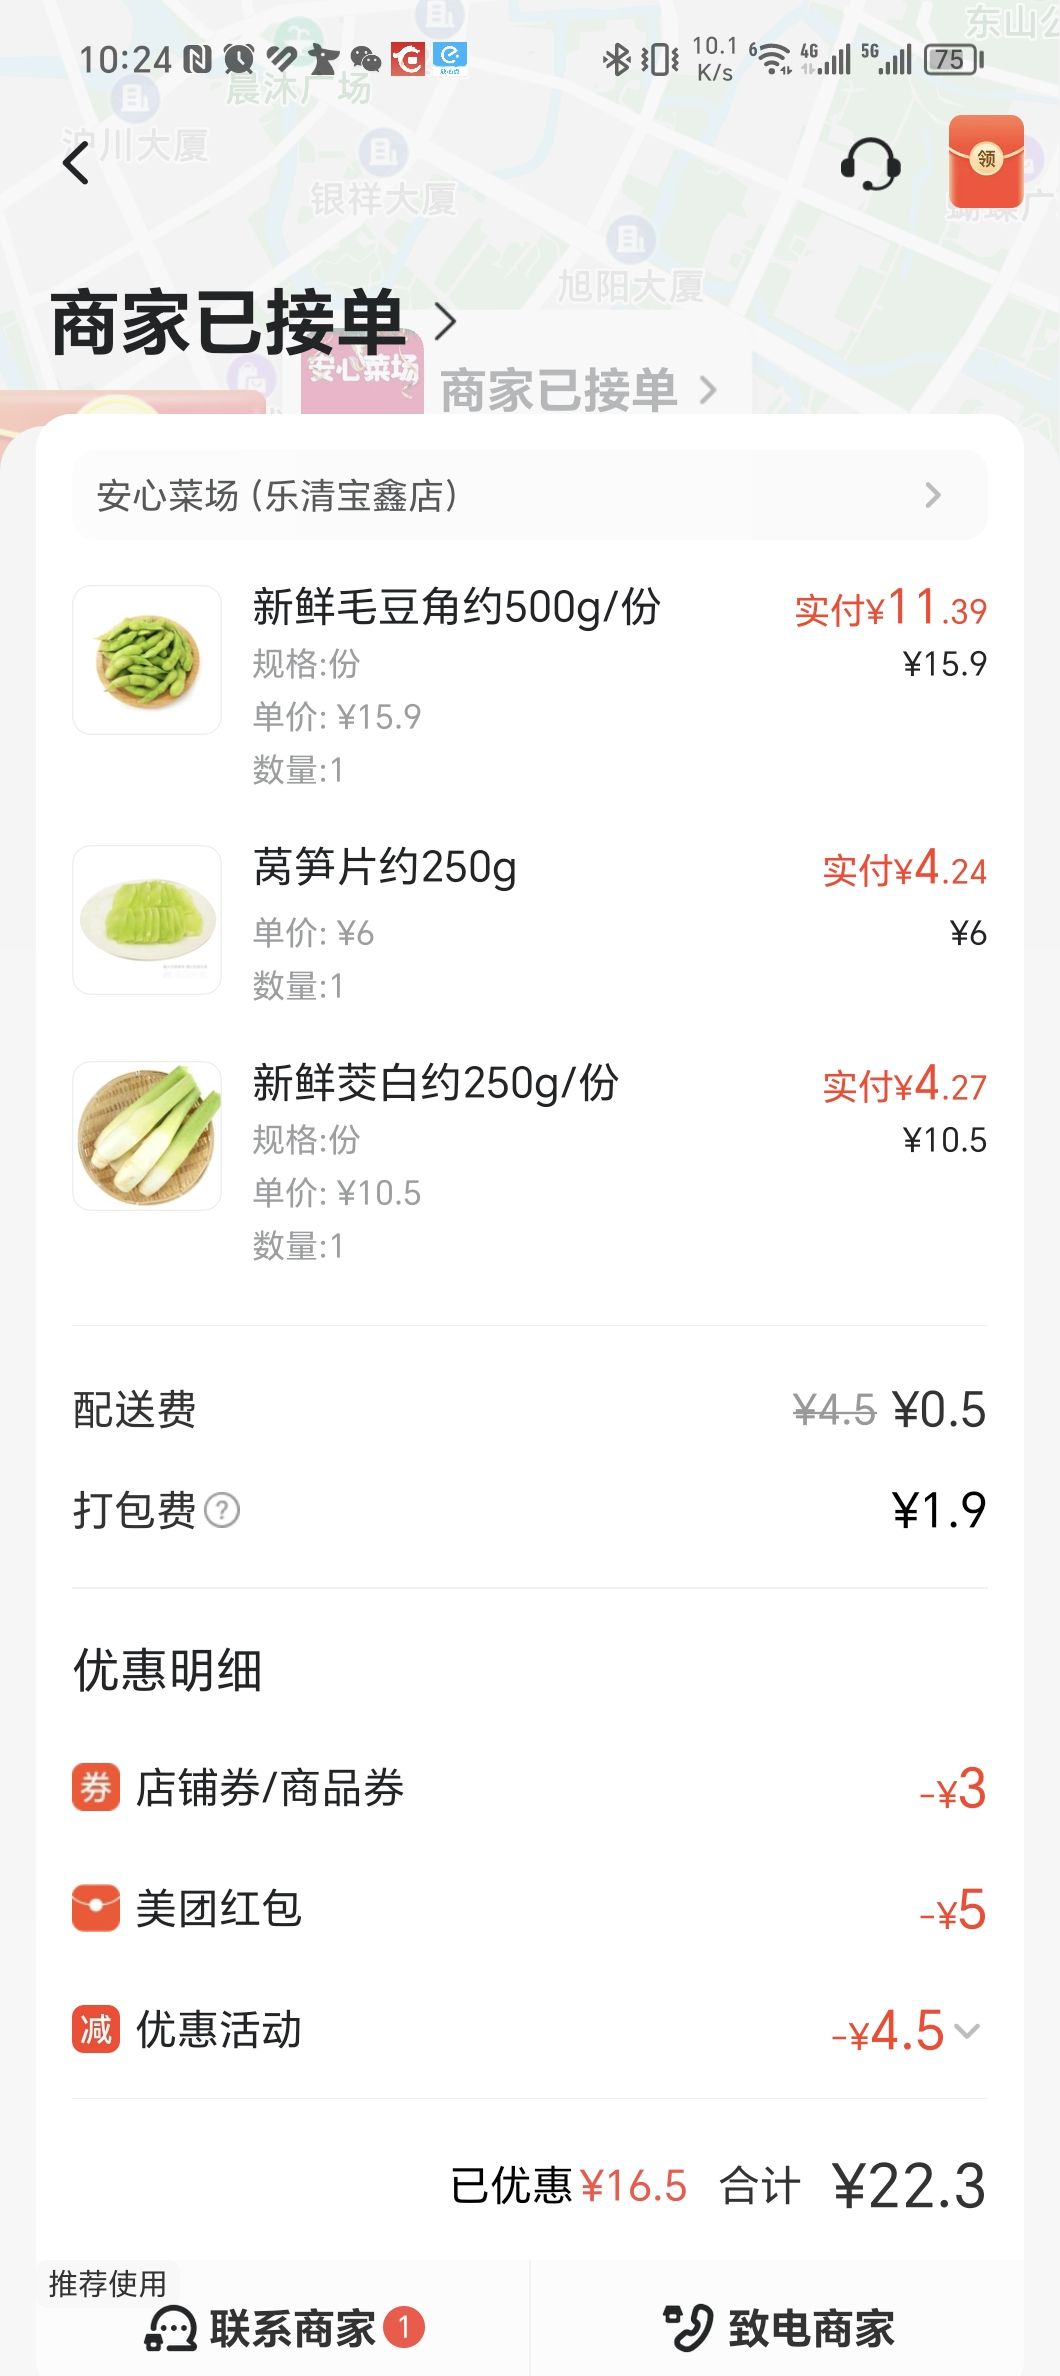 10:24
10.1 K/s
6
4G
5G
75
东山公
晨沐广场
川大厦
银祥大厦
领
旭阳大厦
商家已接单
安心菜场
商家已接单
安心菜场 (乐清宝鑫店)
新鲜毛豆角约500g/份
实付¥11.39
规格:份
¥15.9
单价: ¥15.9
数量:1
莴笋片约250g
实付¥4.24
单价: ¥6
¥6
数量:1
新鲜茭白约250g/份
实付¥4.27
规格:份
¥10.5
单价: ¥10.5
数量:1
配送费
¥4.5 ¥0.5
打包费 ?
¥1.9
优惠明细
券 店铺券/商品券
-¥3
美团红包
-¥5
减 优惠活动
-¥4.5
已优惠¥16.5 合计 ¥22.3
推荐使用
联系商家 1
致电商家